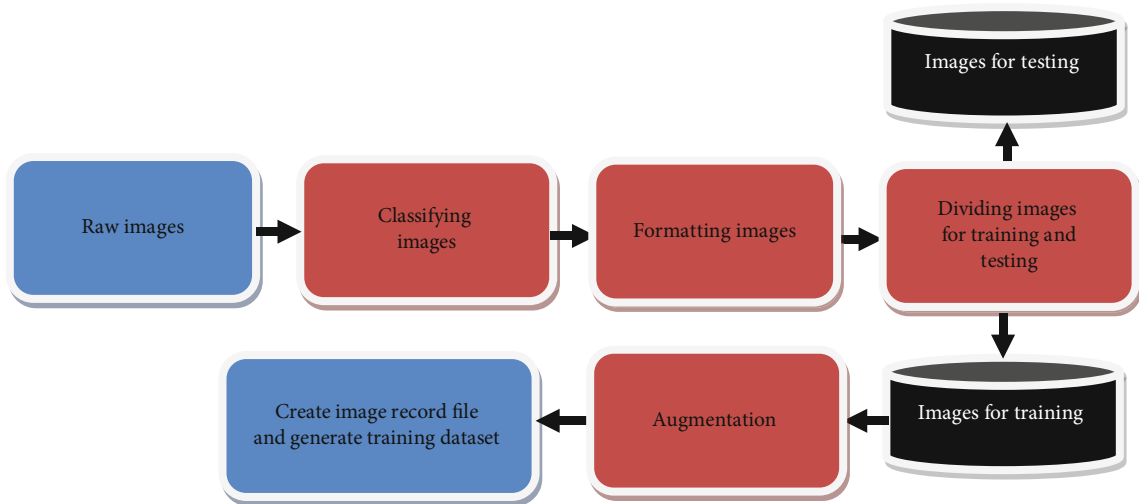 Images for testing
Raw images
Classifying
images
Formatting images
Dividing images
for training and
testing
Create image record file
and generate training dataset
Augmentation
Images for training